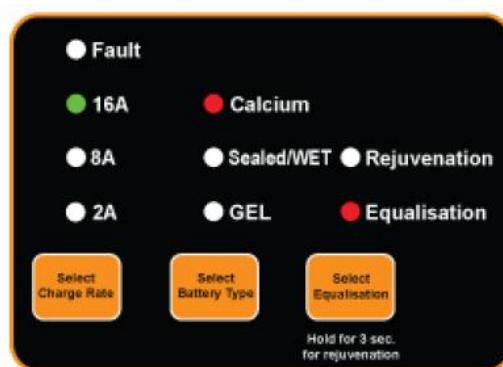 Fault
16A
Calcium
8A
Sealed/WET
Rejuvenation
2A
GEL
Equalisation
Select
Charge Rate
Select
Battery Type
Select
Equalisation
Hold for 3 sec.
for rejuvenation